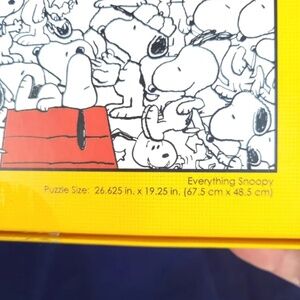 Everything Snoopy
Puzzle Size: 26.625 in. x 19.25 in. (67.5 cm x 48.5 cm)